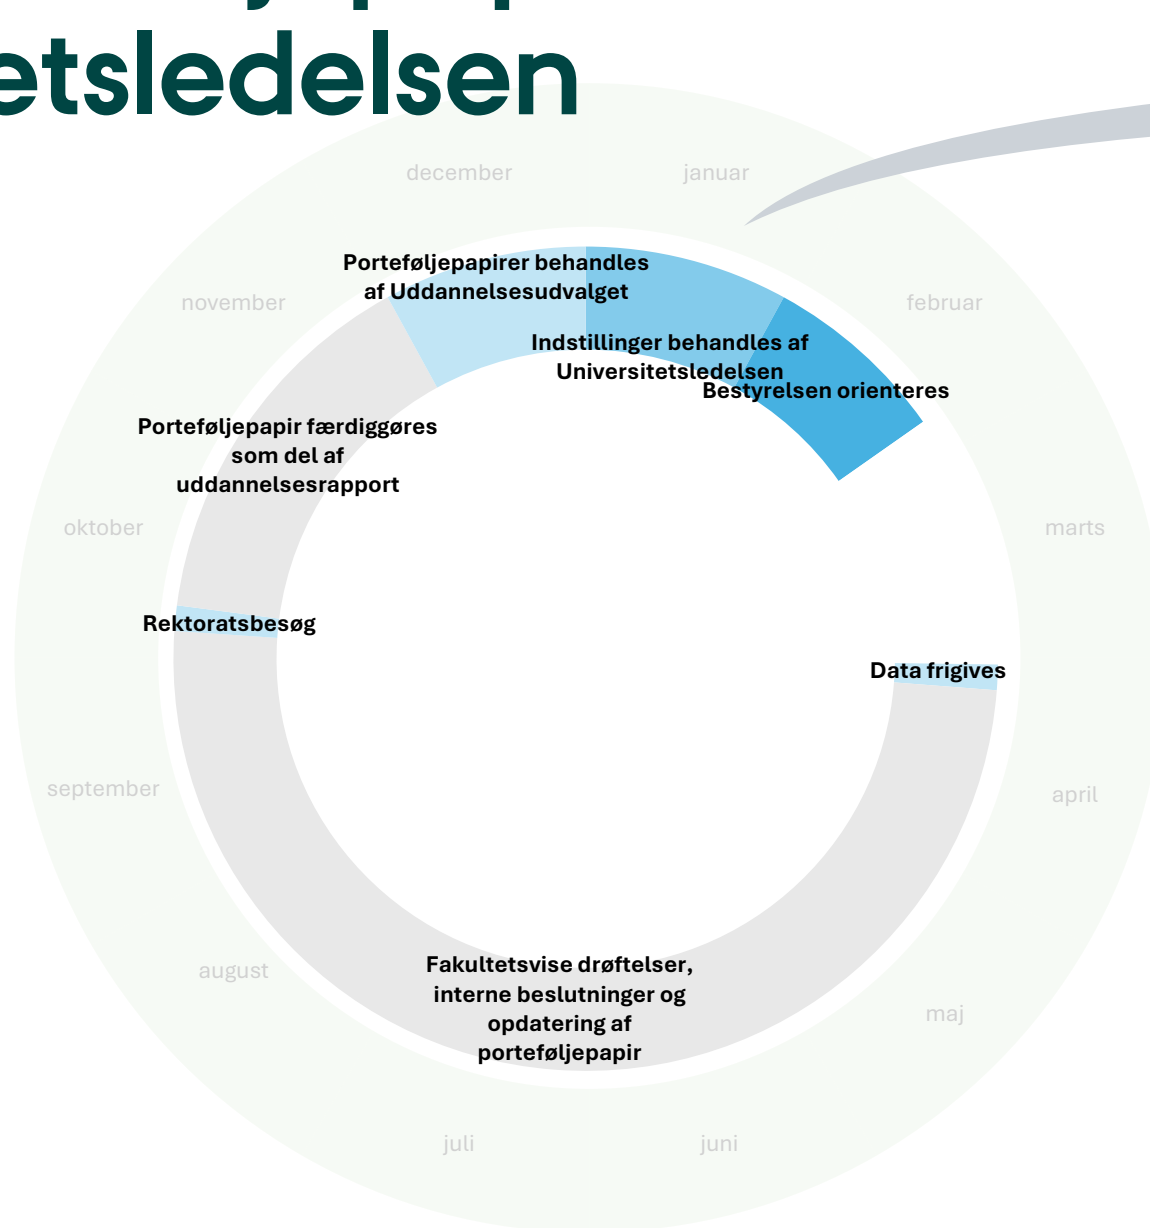 etsledelsen
december
januar
Porteføljepapirer behandles
af Uddannelsesudvalget
november
februar
Indstillinger behandles af
Universitetsledelsen
Bestyrelsen orienteres
Porteføljepapir færdiggøres
som del af
uddannelsesrapport
oktober
marts
Rektoratsbesøg
Data frigives
september
april
Fakultetsvise drøftelser,
interne beslutninger og
opdatering af
porteføljepapir
august
maj
juli
juni